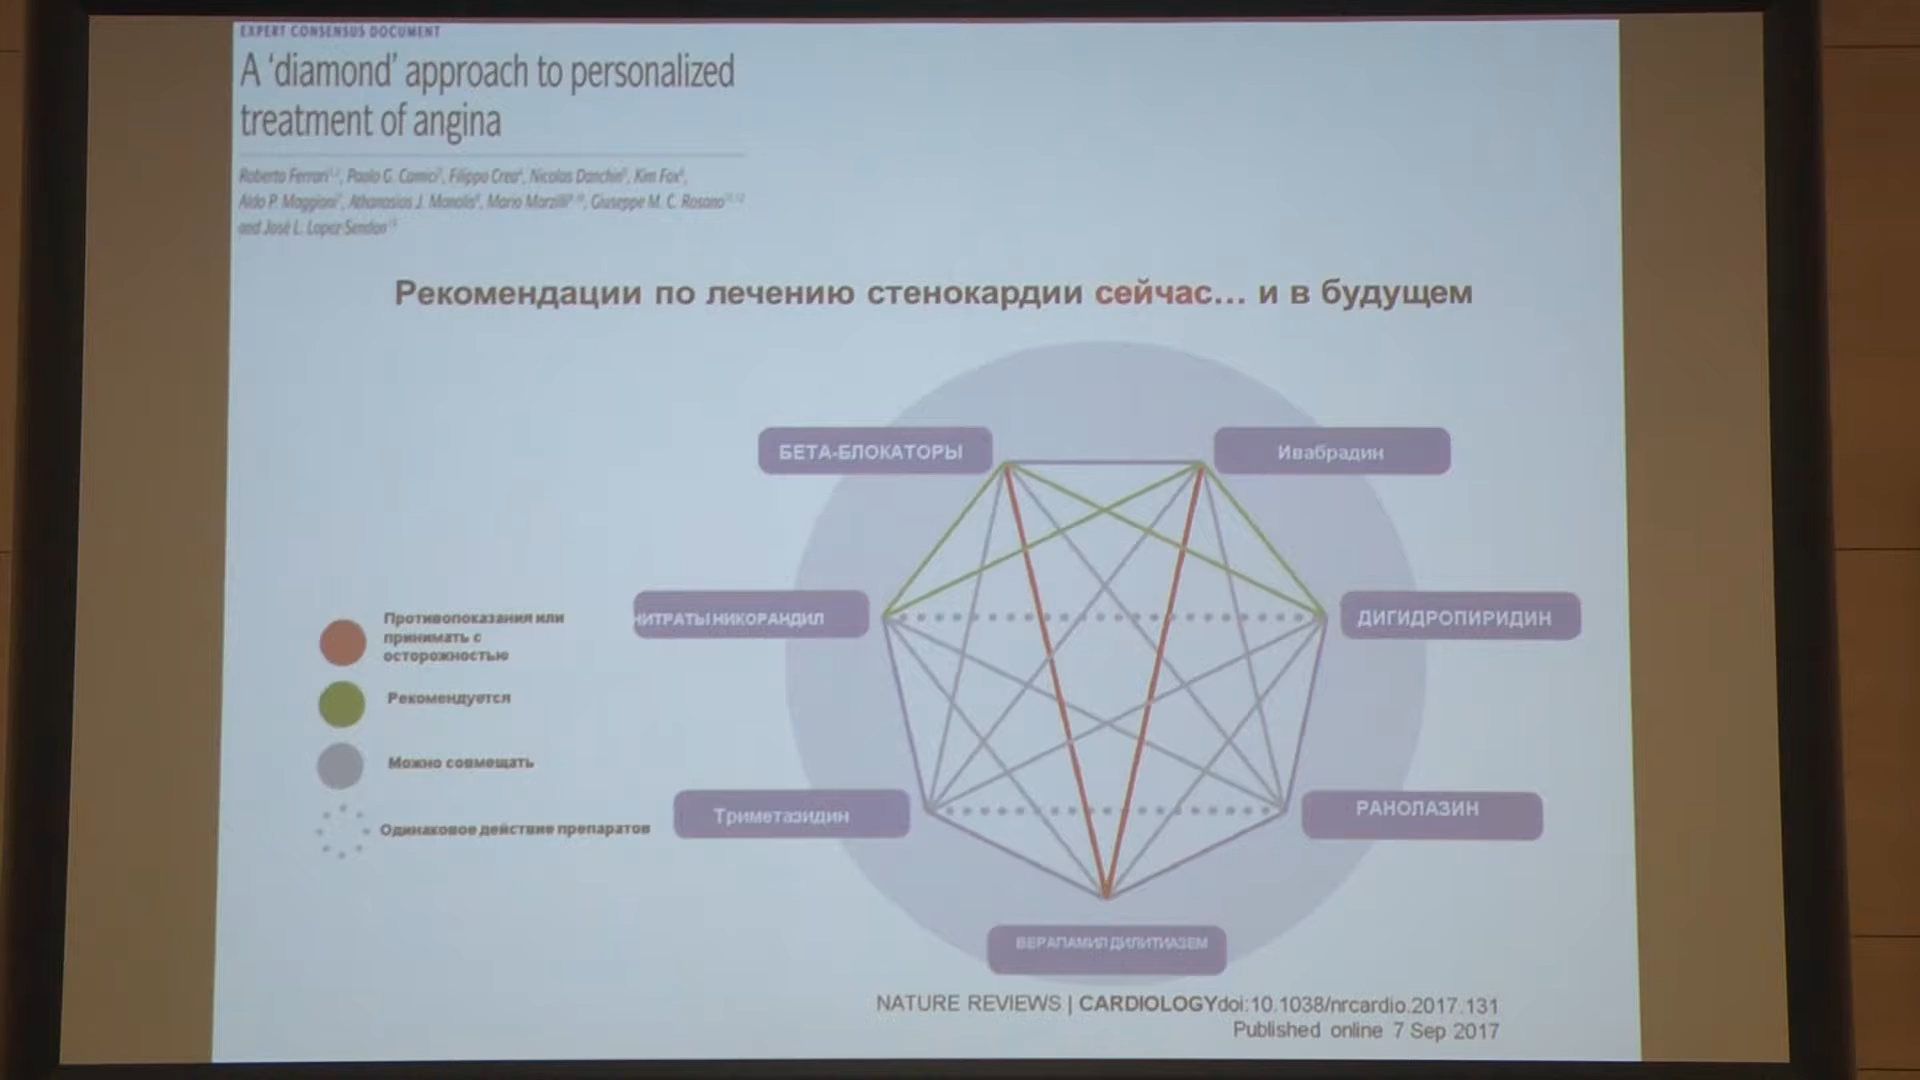 EXPERT CONSENSUS DOCUMENT
A ‘diamond’ approach to personalized
treatment of angina
Roberto Ferrari, Paolo G. Camici, Filippo Crea, Nicolas Danchin, Kim Fox,
Aldo P. Maggioni, Athanasios J. Manolis, Mario Marzilli, Giuseppe M. C. Rosano
and José L. Lopez-Sendon
Рекомендации по лечению стенокардии сейчас... и в будущем
БЕТА-БЛОКАТОРЫ
Ивабрадин
НИТРАТЫ НИКОРАНДИЛ
ДИГИДРОПИРИДИН
Противопоказания или
принимать с
осторожностью
Рекомендуется
Можно совмещать
Одинаковое действие препаратов
Триметазидин
РАНОЛАЗИН
ВЕРАПАМИЛ ДИЛИТИАЗЕМ
NATURE REVIEWS | CARDIOLOGYdoi:10.1038/nrcardio.2017.131
Published online 7 Sep 2017